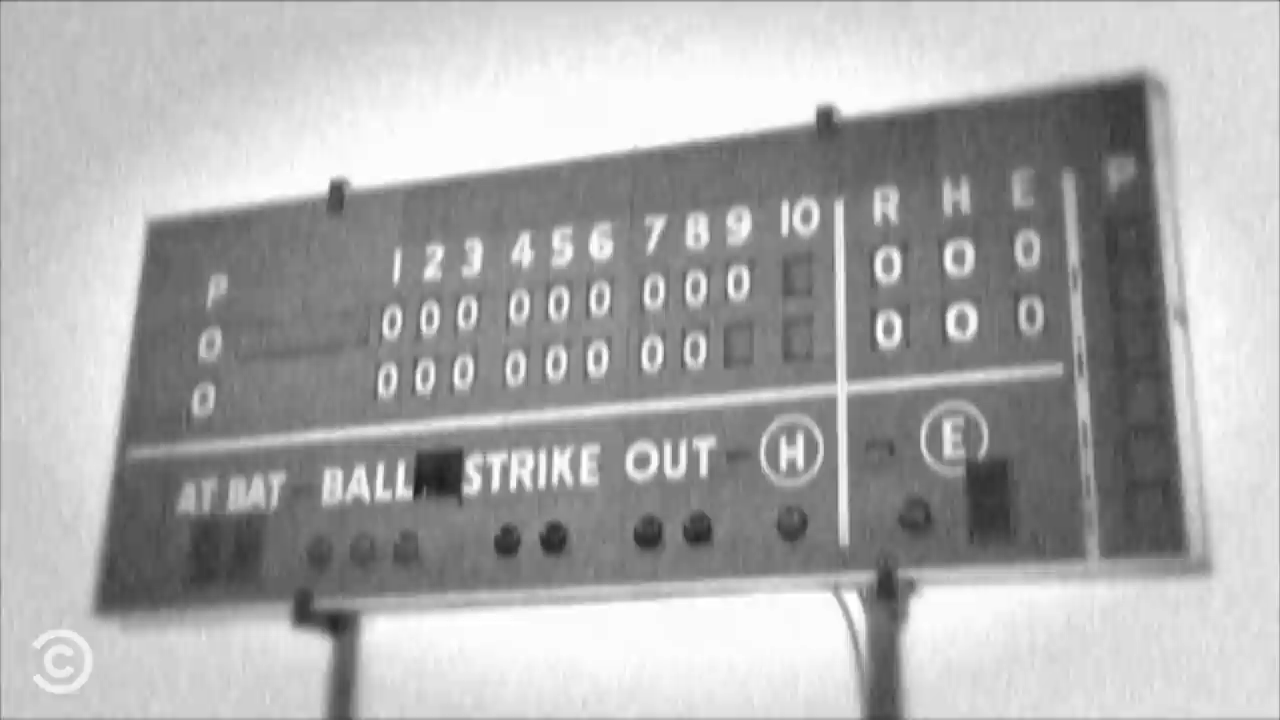 1 2 3 4 5 6 7 8 9 10 R H E P
P
0 0 0 0 0 0 0 0 0 0 0 0 0
0 0 0 0 0 0 0 0 0 0 0 0
AT BAT BALL STRIKE OUT H E
C